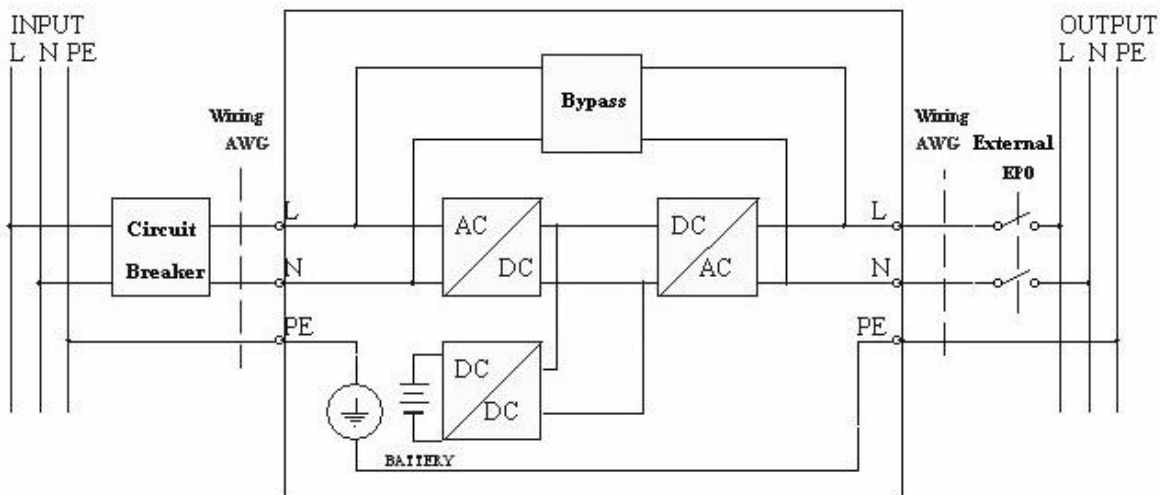 INPUT
L N PE
OUTPUT
L N PE
Bypass
Wiring
AWG
Wiring
AWG
External
EPO
Circuit
Breaker
L
N
PE
AC
DC
DC
AC
L
N
PE
DC
DC
BATTERY